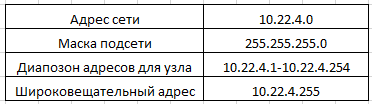 Адрес сети 10.22.4.0
Маска подсети 255.255.255.0
Диапазон адресов для узла 10.22.4.1-10.22.4.254
Широковещательный адрес 10.22.4.255